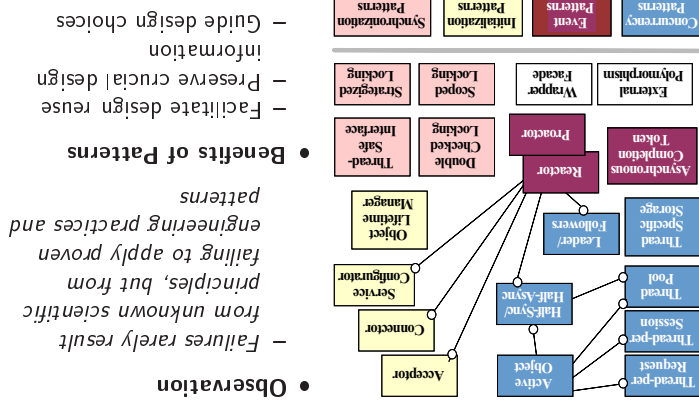 • Observation
– Failures rarely result
from unknown scientific
principles, but from
failing to apply proven
engineering practices and
patterns
• Benefits of Patterns
– Facilitate design reuse
– Preserve crucial design
information
– Guide design choices
Thread-per
Request
Thread-per
Session
Thread
Pool
Thread
Specific
Storage
Active
Object
Half-Sync/
Half-Async
Leader/
Followers
Acceptor
Connector
Service
Configurator
Object
Lifetime
Manager
Reactor
Proactor
Asynchronous
Completion
Token
Double
Checked
Locking
Thread-
Safe
Interface
External
Polymorphism
Wrapper
Facade
Scoped
Locking
Strategized
Locking
Concurrency
Patterns
Event
Patterns
Initialization
Patterns
Synchronization
Patterns